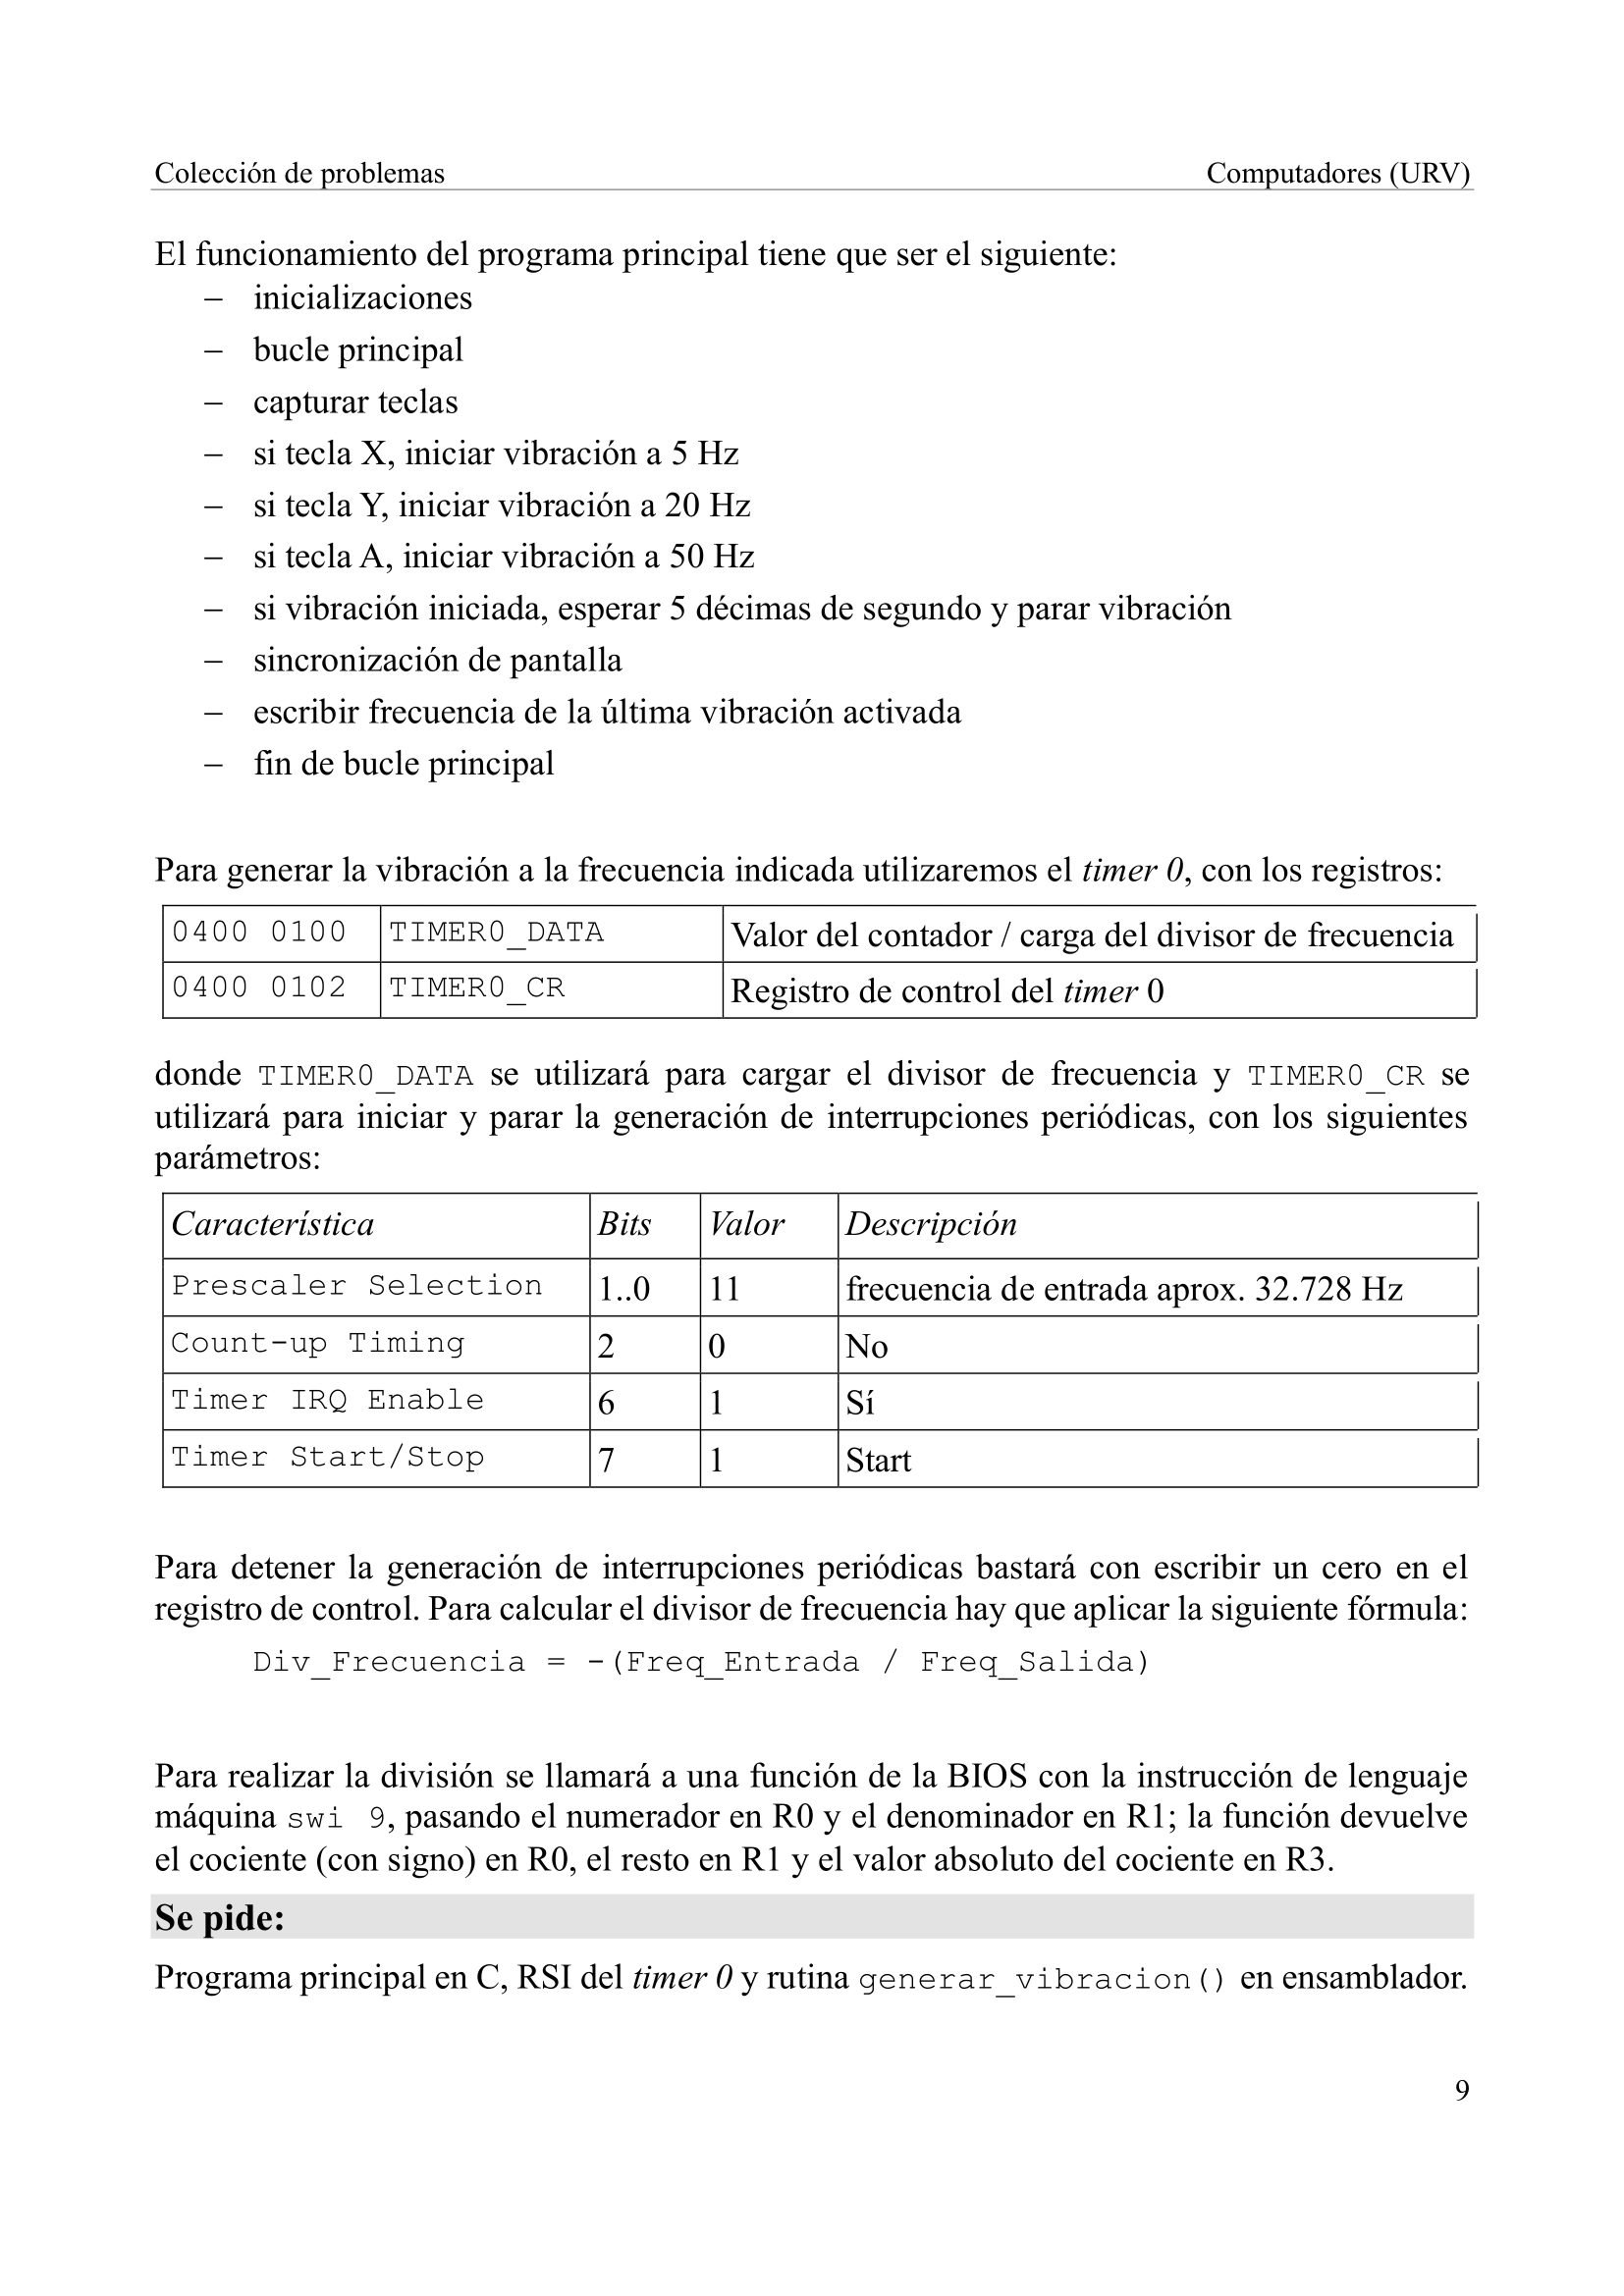 Colección de problemas Computadores (URV)
El funcionamiento del programa principal tiene que ser el siguiente:
– inicializaciones
– bucle principal
– capturar teclas
– si tecla X, iniciar vibración a 5 Hz
– si tecla Y, iniciar vibración a 20 Hz
– si tecla A, iniciar vibración a 50 Hz
– si vibración iniciada, esperar 5 décimas de segundo y parar vibración
– sincronización de pantalla
– escribir frecuencia de la última vibración activada
– fin de bucle principal
Para generar la vibración a la frecuencia indicada utilizaremos el timer 0, con los registros:
0400 0100 TIMER0_DATA Valor del contador / carga del divisor de frecuencia
0400 0102 TIMER0_CR Registro de control del timer 0
donde TIMER0_DATA se utilizará para cargar el divisor de frecuencia y TIMER0_CR se
utilizará para iniciar y parar la generación de interrupciones periódicas, con los siguientes
parámetros:
Característica Bits Valor Descripción
Prescaler Selection 1..0 11 frecuencia de entrada aprox. 32.728 Hz
Count-up Timing 2 0 No
Timer IRQ Enable 6 1 Sí
Timer Start/Stop 7 1 Start
Para detener la generación de interrupciones periódicas bastará con escribir un cero en el
registro de control. Para calcular el divisor de frecuencia hay que aplicar la siguiente fórmula:
Div_Frecuencia = -(Freq_Entrada / Freq_Salida)
Para realizar la división se llamará a una función de la BIOS con la instrucción de lenguaje
máquina swi 9, pasando el numerador en R0 y el denominador en R1; la función devuelve
el cociente (con signo) en R0, el resto en R1 y el valor absoluto del cociente en R3.
Se pide:
Programa principal en C, RSI del timer 0 y rutina generar_vibracion() en ensamblador.
9